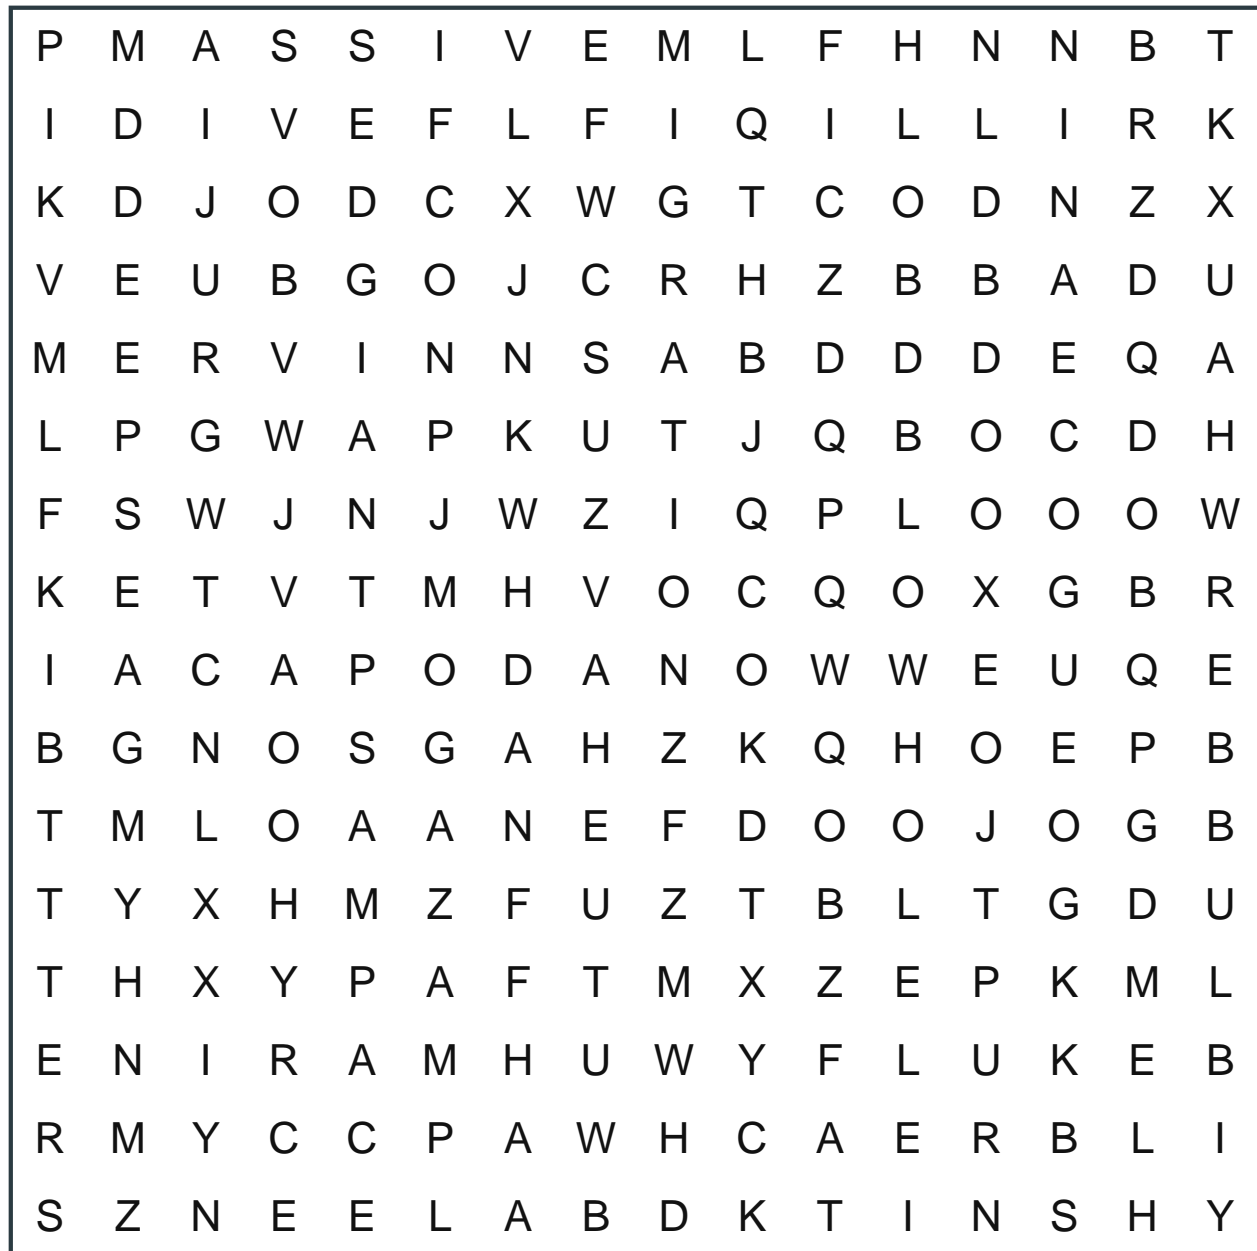 P M A S S I V E M L F H N N B T
I D I V E F L F I Q I L L I R K
K D J O D C X W G T C O D N Z X
V E U B G O J C R H Z B B A D U
M E R V I N N S A B D D D E Q A
L P G W A P K U T J Q B O C D H
F S W J N J W Z I Q P L O O O W
K E T V T M H V O C Q O X G B R
I A C A P O D A N O W W E U Q E
B G N O S G A H Z K Q H O E P B
T M L O A A N E F D O O J O G B
T Y X H M Z F U Z T B L T G D U
T H X Y P A F T M X Z E P K M L
E N I R A M H U W Y F L U K E B
R M Y C C P A W H C A E R B L I
S Z N E E L A B D K T I N S H Y